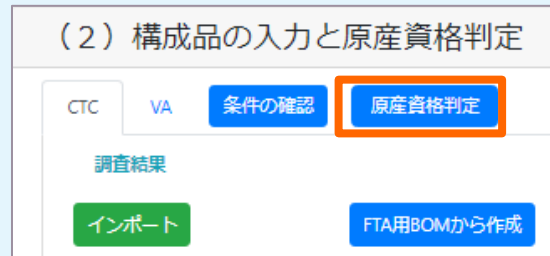 （２）構成品の入力と原産資格判定
CTC VA 条件の確認 原産資格判定
調査結果
インポート FTA用BOMから作成